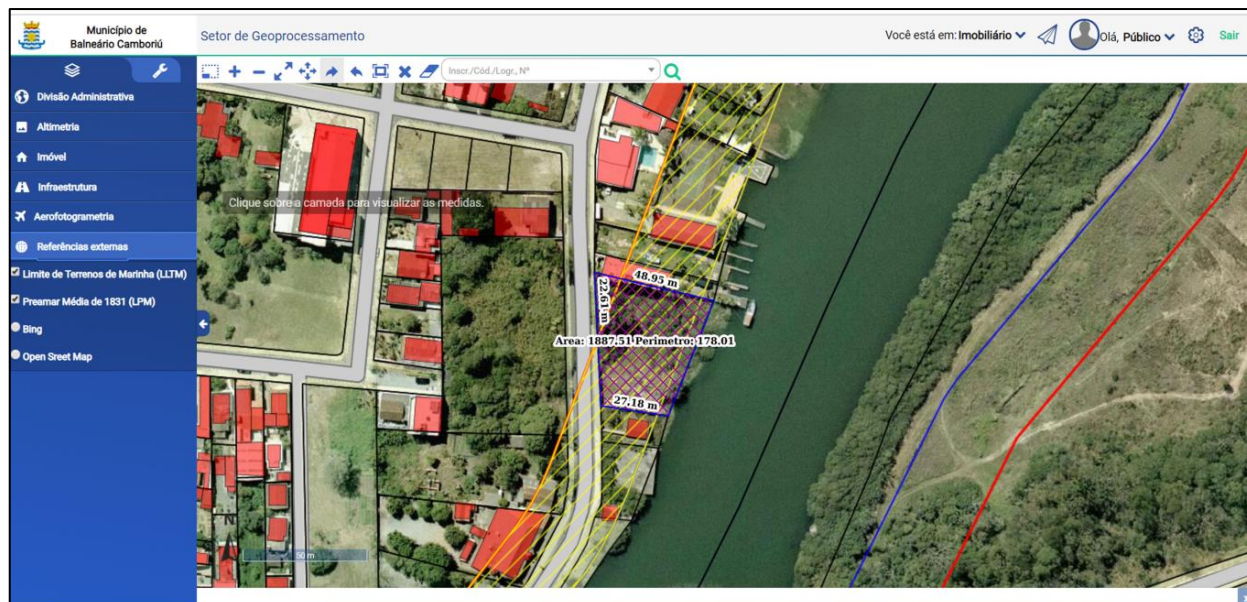 Município de
Balneário Camboriú
Setor de Geoprocessamento
Você está em: Imobiliário
Olá, Público
Sair
Inscr./Cód./Logr., Nº
Divisão Administrativa
Altimetria
Imóvel
Infraestrutura
Aerofotogrametria
Referências externas
Limite de Terrenos de Marinha (LLTM)
Preamar Média de 1831 (LPM)
Bing
Open Sreet Map
Clique sobre a camada para visualizar as medidas.
48.95 m
22.61 m
Area: 1887.51 Perimetro: 178.01
27.18 m
50 m